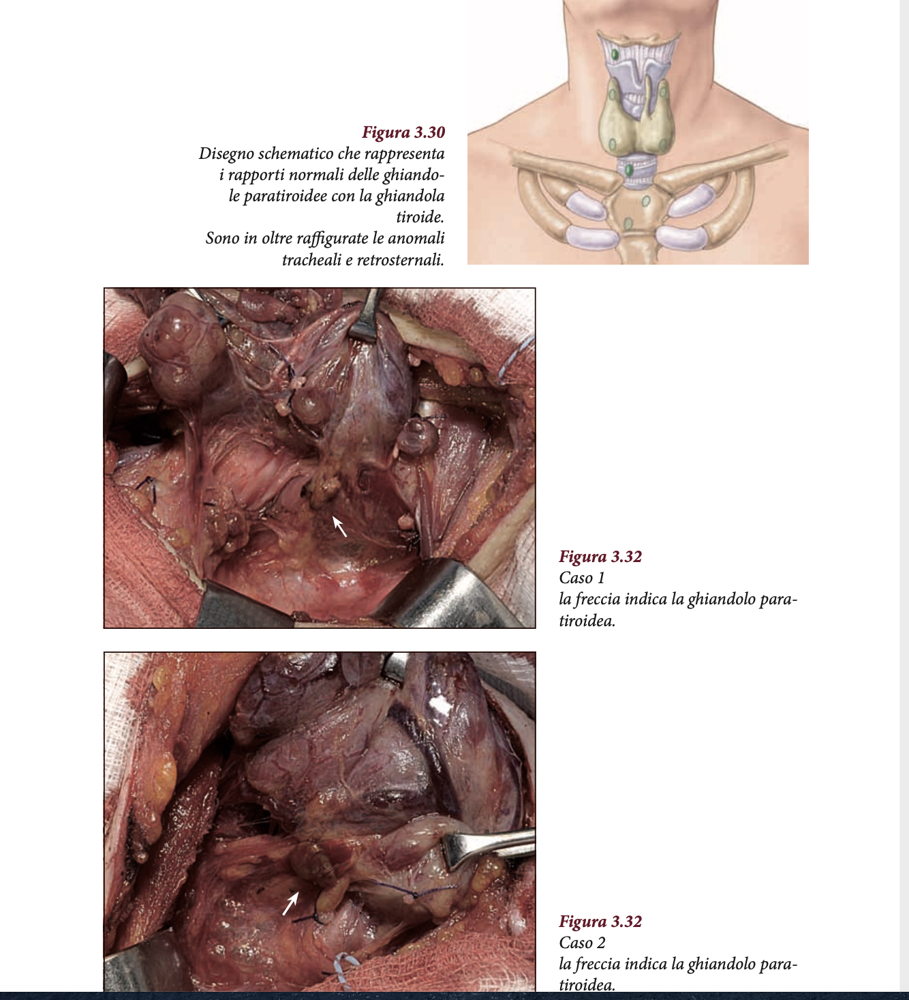 Figura 3.30
Disegno schematico che rappresenta
i rapporti normali delle ghiando-
le paratiroidee con la ghiandola
tiroide.
Sono in oltre raffigurate le anomali
tracheali e retrosternali.
Figura 3.32
Caso 1
la freccia indica la ghiandolo para-
tiroidea.
Figura 3.32
Caso 2
la freccia indica la ghiandolo para-
tiroidea.